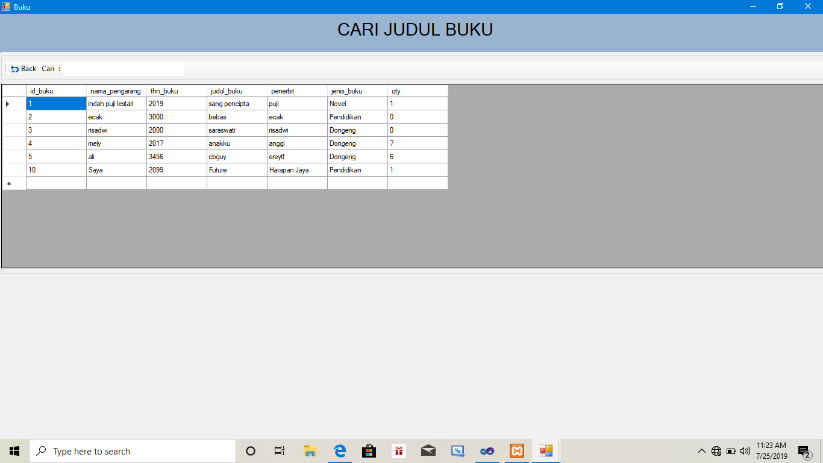 Buku
CARI JUDUL BUKU
Back Cari :
id_buku nama_pengarang thn_buku judul_buku penerbit jenis_buku qty
1 indah puji lestari 2019 sang pencipta puji Novel 1
2 ecak 3000 bebas ecak Pendidikan 0
3 risadwi 2000 saraswati risadwi Dongeng 0
4 mely 2017 anakku anggi Dongeng 7
5 ali 3456 cbguy ereytf Dongeng 6
10 Saya 2099 Future Harapan Jaya Pendidikan 1
Type here to search
11:23 AM
7/25/2019
2